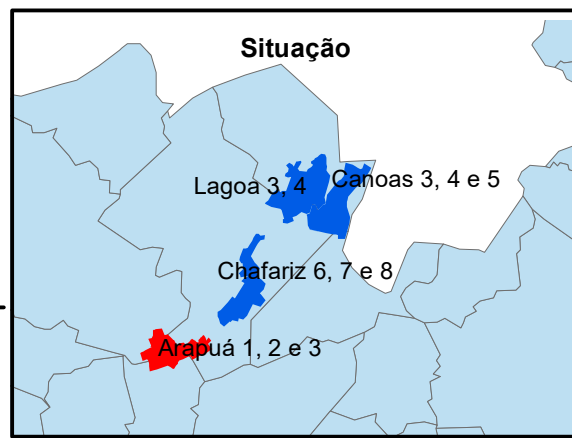 Situação
Lagoa 3, 4
Canoas 3, 4 e 5
Chafariz 6, 7 e 8
Arapuá 1, 2 e 3